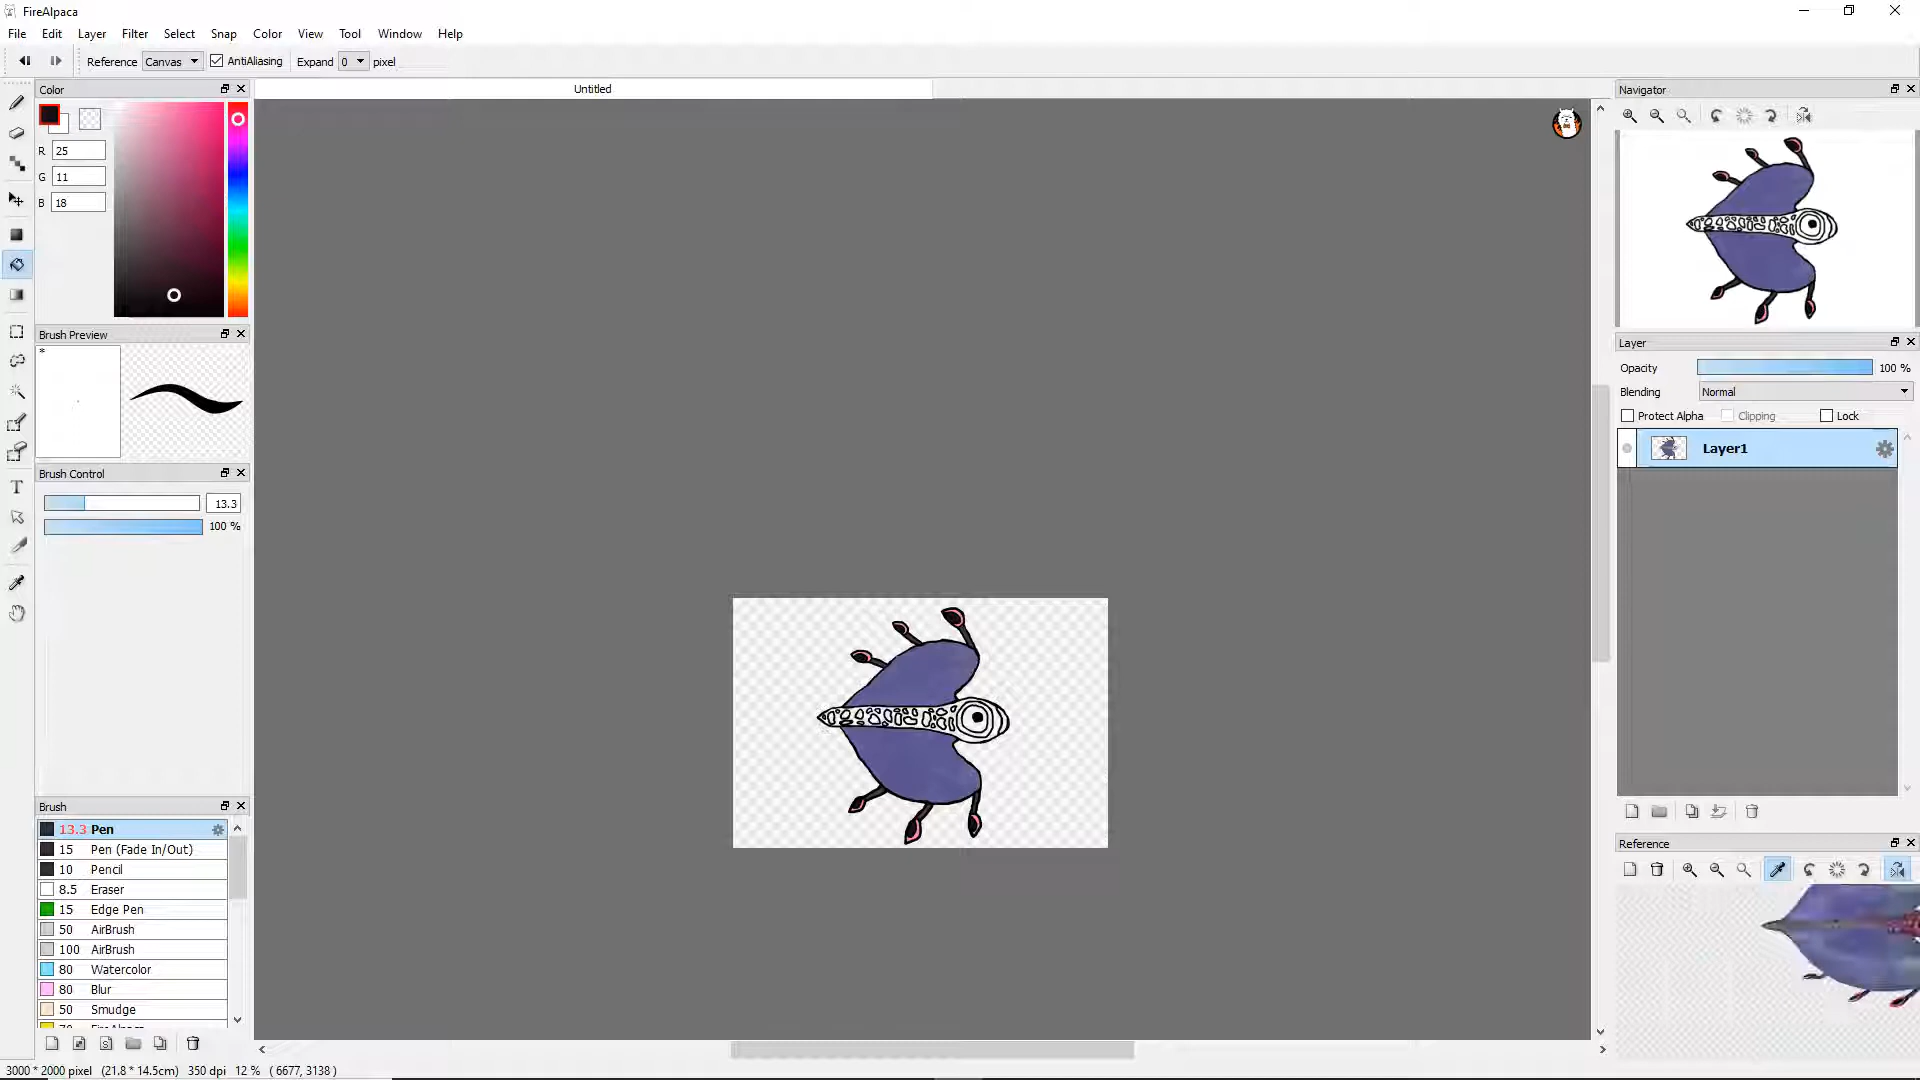 FireAlpaca
File Edit Layer Filter Select Snap Color View Tool Window Help
Reference Canvas AntiAliasing Expand 0 pixel
Color
Untitled
Navigator
R 25
G 11
B 18
Brush Preview
*
Layer
Opacity 100 %
Blending Normal
Protect Alpha Clipping Lock
Layer1
Brush Control
13.3
100 %
Brush
13.3 Pen
15 Pen (Fade In/Out)
10 Pencil
8.5 Eraser
15 Edge Pen
50 AirBrush
100 AirBrush
80 Watercolor
80 Blur
50 Smudge
Reference
3000 * 2000 pixel (21.8 * 14.5cm) 350 dpi 12 % ( 6677, 3138 )